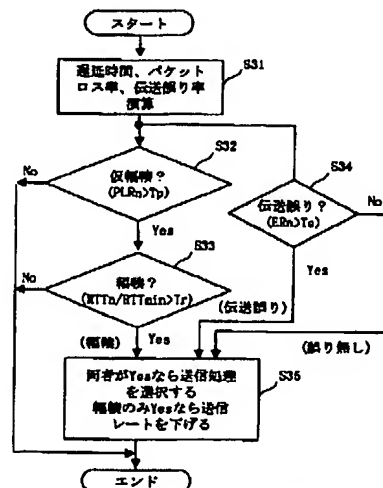 スタート
遅延時間、パケット
ロス率、伝送誤り率
演算
S31
S32
S34
No
仮輻輳?
(PLRn>Tp)
伝送誤り?
(ERn>Te)
No
Yes
S33
No
輻輳?
(RTTn/RTTmin>Tr)
Yes
(伝送誤り)
(輻輳)
Yes
(誤り無し)
S35
両者がYesなら送信処理
を選択する
輻輳のみYesなら送信
レートを下げる
エンド